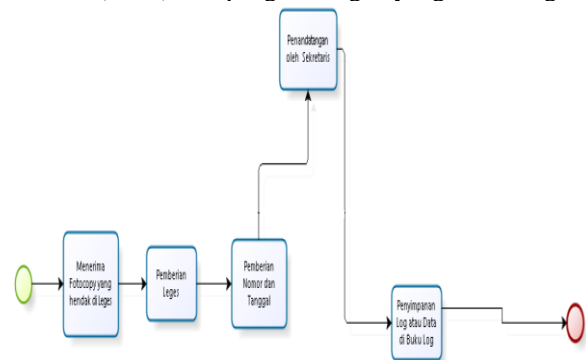 Penandatangan
oleh Sekretaris
Menerima
Fotocopy yang
hendak di leges
Pemberian
Leges
Pemberian
Nomor dan
Tanggal
Penyimpanan
Log atau Data
di Buku Log